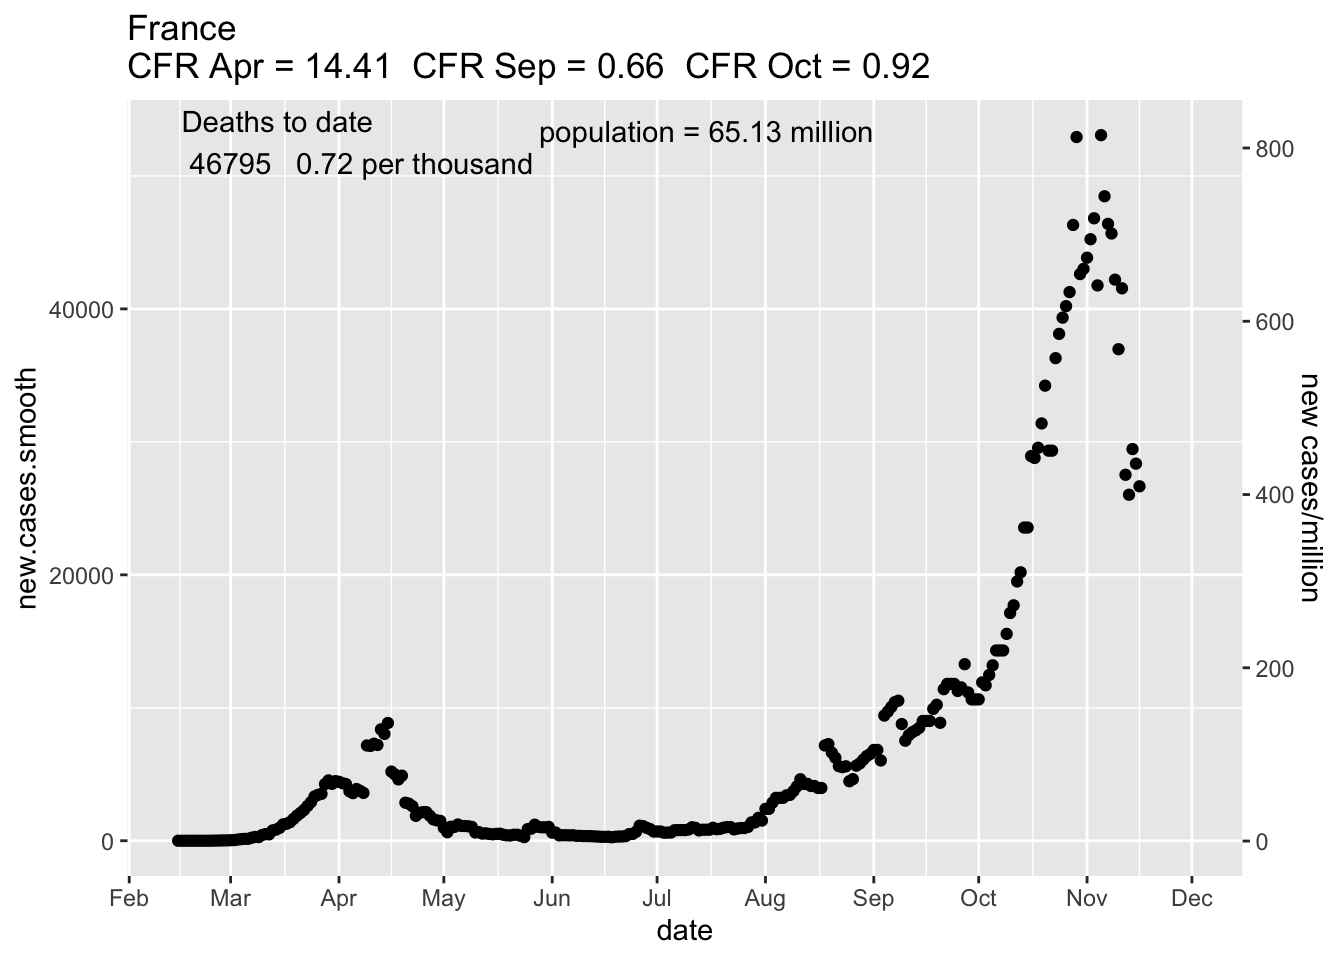 France
CFR Apr = 14.41  CFR Sep = 0.66  CFR Oct = 0.92
Deaths to date
46795   0.72 per thousand
population = 65.13 million
new.cases.smooth
40000
20000
0
800
600
400
200
0
new cases/million
Feb Mar Apr May Jun Jul Aug Sep Oct Nov Dec
date